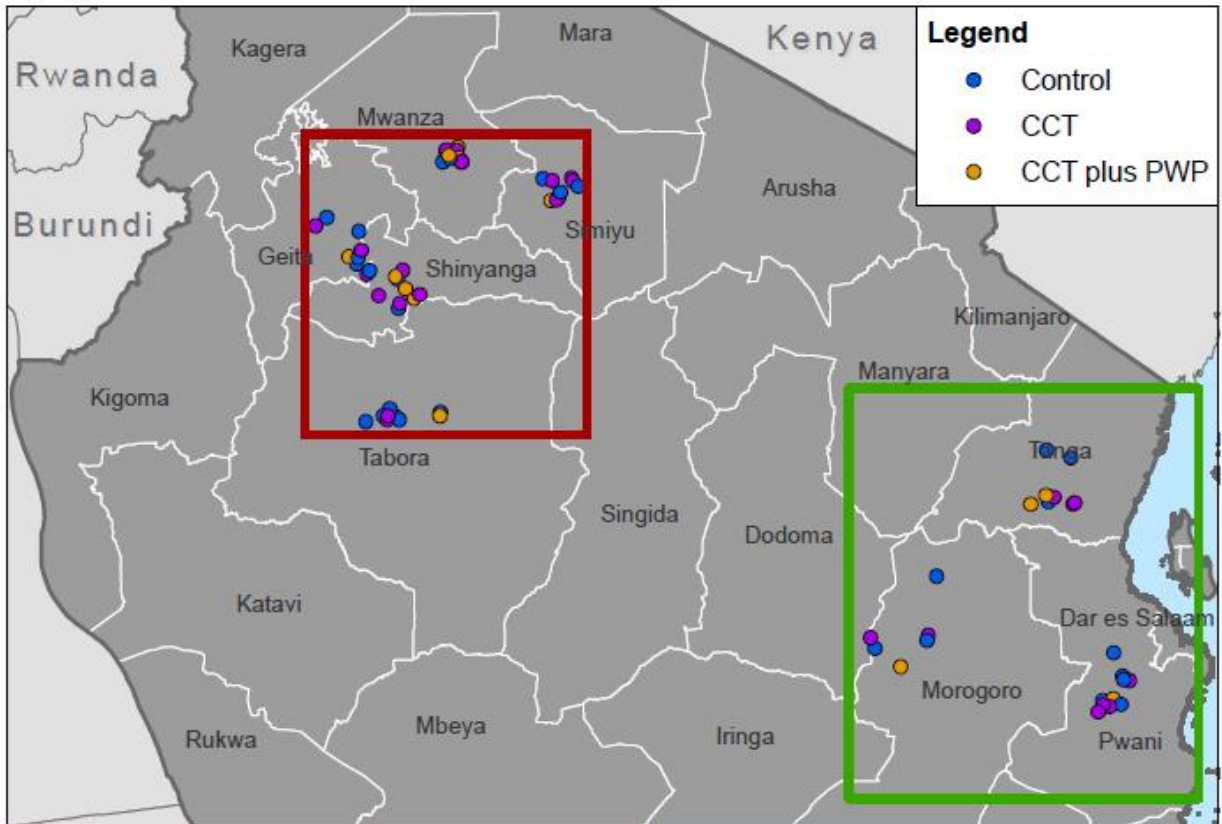 Mara
Kenya
Kagera
Rwanda
Mwanza
Burundi
Arusha
Simiyu
Geita
Shinyanga
Kilimanjaro
Manyara
Kigoma
Tabora
Tanga
Singida
Dodoma
Katavi
Dar es Salaam
Morogoro
Mbeya
Iringa
Rukwa
Pwani
Legend
Control
CCT
CCT plus PWP